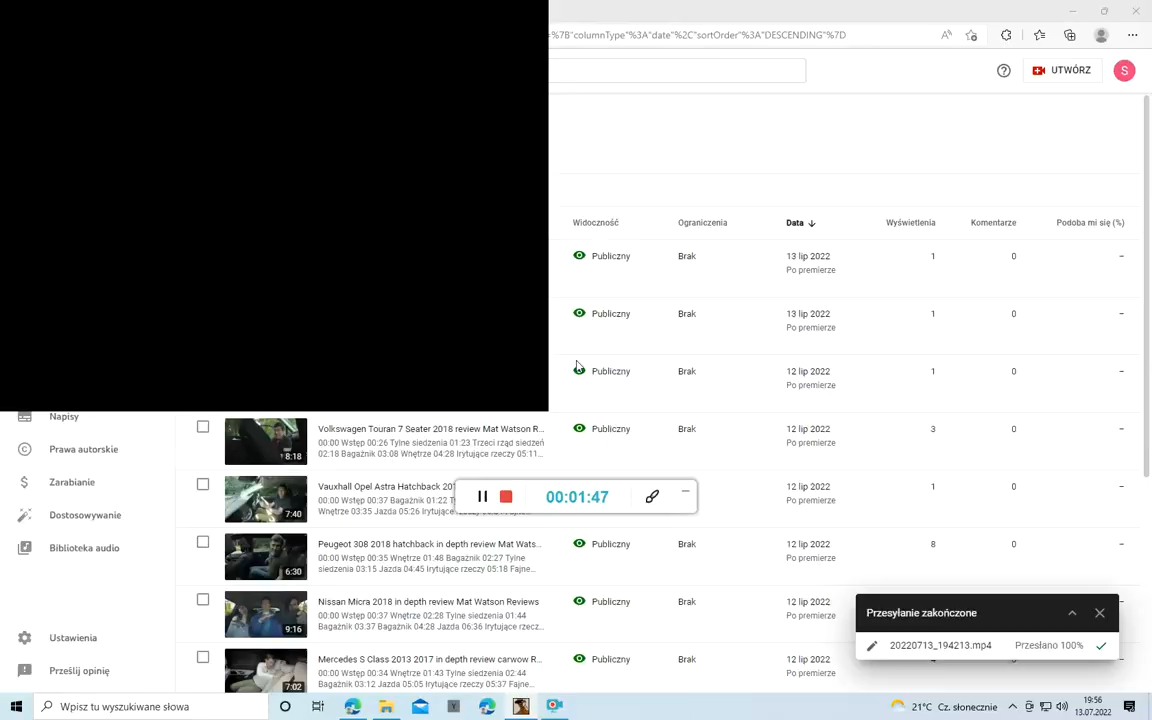 =%7B"columnType"%3A"date"%2C"sortOrder"%3A"DESCENDING"%7D
UTWÓRZ
S
Widoczność Ograniczenia Data Wyświetlenia Komentarze Podoba mi się (%)
Publiczny Brak 13 lip 2022 1 0 –
Po premierze
Publiczny Brak 13 lip 2022 1 0 –
Po premierze
Publiczny Brak 12 lip 2022 1 0 –
Po premierze
Napisy
Prawa autorskie
Zarabianie
Dostosowywanie
Biblioteka audio
Ustawienia
Prześlij opinię
Volkswagen Touran 7 Seater 2018 review Mat Watson R... Publiczny Brak 12 lip 2022 3 0 –
00:00 Wstęp 00:26 Tylne siedzenia 01:23 Trzeci rząd siedzeń Po premierze
02:18 Bagażnik 03:08 Wnętrze 04:28 Irytujące rzeczy 05:11...
8:18
Vauxhall Opel Astra Hatchback 201 Publiczny Brak 12 lip 2022 1 0 –
00:00 Wstęp 00:37 Bagażnik 01:22 T Po premierze
Wnętrze 03:35 Jazda 05:26 Irytujące rzeczy
7:40
00:01:47
Peugeot 308 2018 hatchback in depth review Mat Wats... Publiczny Brak 12 lip 2022 8 0 –
00:00 Wstęp 00:35 Wnętrze 01:48 Bagażnik 02:27 Tylne Po premierze
siedzenia 03:15 Jazda 04:45 Irytujące rzeczy 05:18 Fajne...
6:30
Nissan Micra 2018 in depth review Mat Watson Reviews Publiczny Brak 12 lip 2022
00:00 Wstęp 00:37 Wnętrze 02:28 Tylne siedzenia 01:44 Po premierze
Bagażnik 03:37 Bagażnik 04:28 Jazda 06:36 Irytujące rzeczy...
9:16
Mercedes S Class 2013 2017 in depth review carwow R... Publiczny Brak 12 lip 2022
00:00 Wstęp 00:34 Wnętrze 01:43 Tylne siedzenia 02:44 Po premierze
Bagażnik 03:12 Jazda 05:05 Irytujące rzeczy 05:37 Fajne...
7:02
Przesyłanie zakończone
20220713_194213.mp4 Przesłano 100%
Wpisz tu wyszukiwane słowa
21°C Cz. słonecznie
19:56
13.07.2022